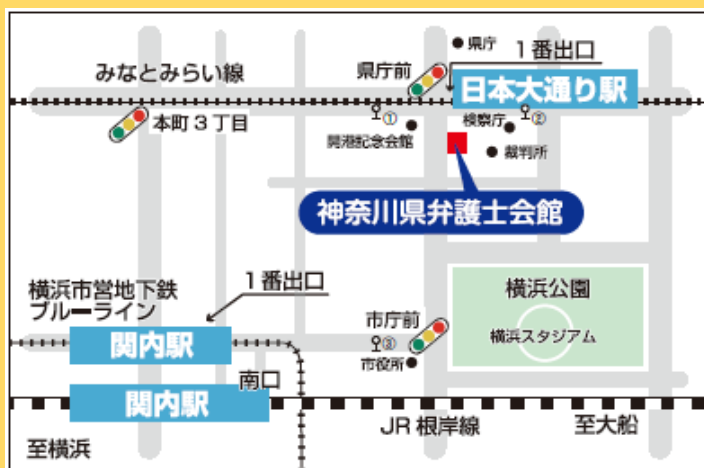 県庁
1番出口
みなとみらい線
県庁前
日本大通り駅
本町3丁目
①
検察庁
②
開港記念会館
裁判所
神奈川県弁護士会館
横浜市営地下鉄
ブルーライン
1番出口
横浜公園
市庁前
関内駅
③
横浜スタジアム
市役所
南口
関内駅
JR根岸線
至大船
至横浜